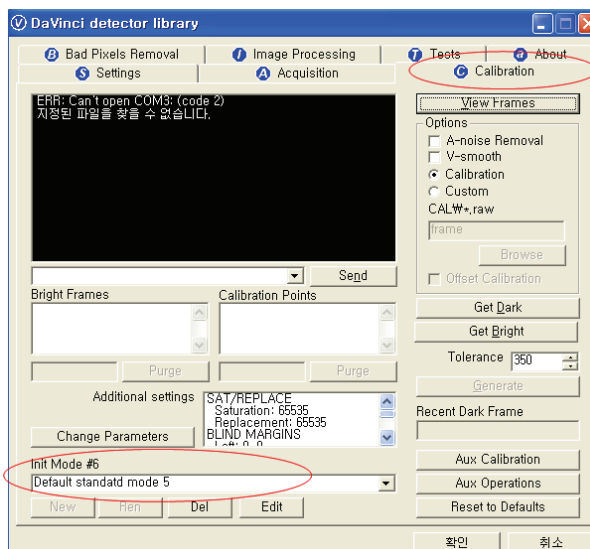 DaVinci detector library
Bad Pixels Removal
Image Processing
Tests
About
Settings
Acquisition
Calibration
ERR: Can't open COM3: (code 2)
지정된 파일을 찾을 수 없습니다.
View Frames
Options
A-noise Removal
V-smooth
Calibration
Custom
CAL₩*.raw
frame
Browse
Offset Calibration
Send
Bright Frames
Calibration Points
Purge
Purge
Get Dark
Get Bright
Tolerance 350
Generate
Additional settings
SAT/REPLACE
Saturation: 65535
Replacement: 65535
BLIND MARGINS
Left: 0, 0
Change Parameters
Recent Dark Frame
Init Mode #6
Default standatd mode 5
New
Ren
Del
Edit
Aux Calibration
Aux Operations
Reset to Defaults
확인
취소